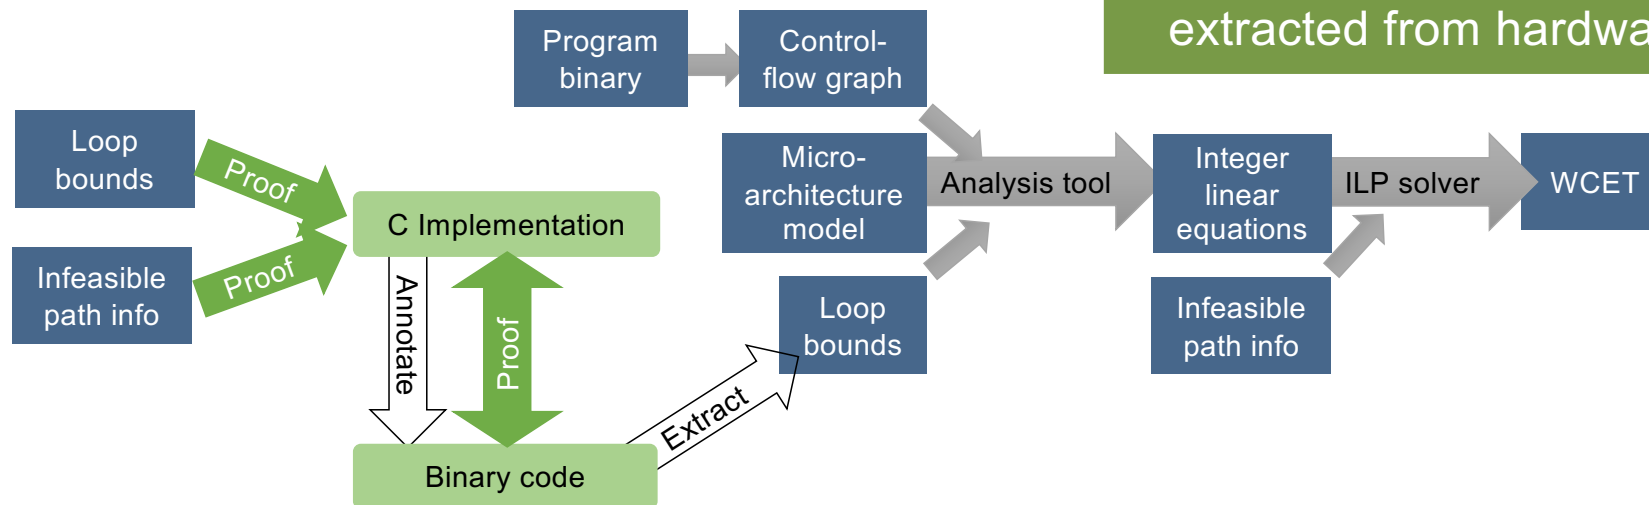 extracted from hardwa
Program
binary
Control-
flow graph
Loop
bounds
Proof
Micro-
architecture
model
Analysis tool
Integer
linear
equations
ILP solver
WCET
C Implementation
Infeasible
path info
Proof
Annotate
Proof
Loop
bounds
Infeasible
path info
Extract
Binary code